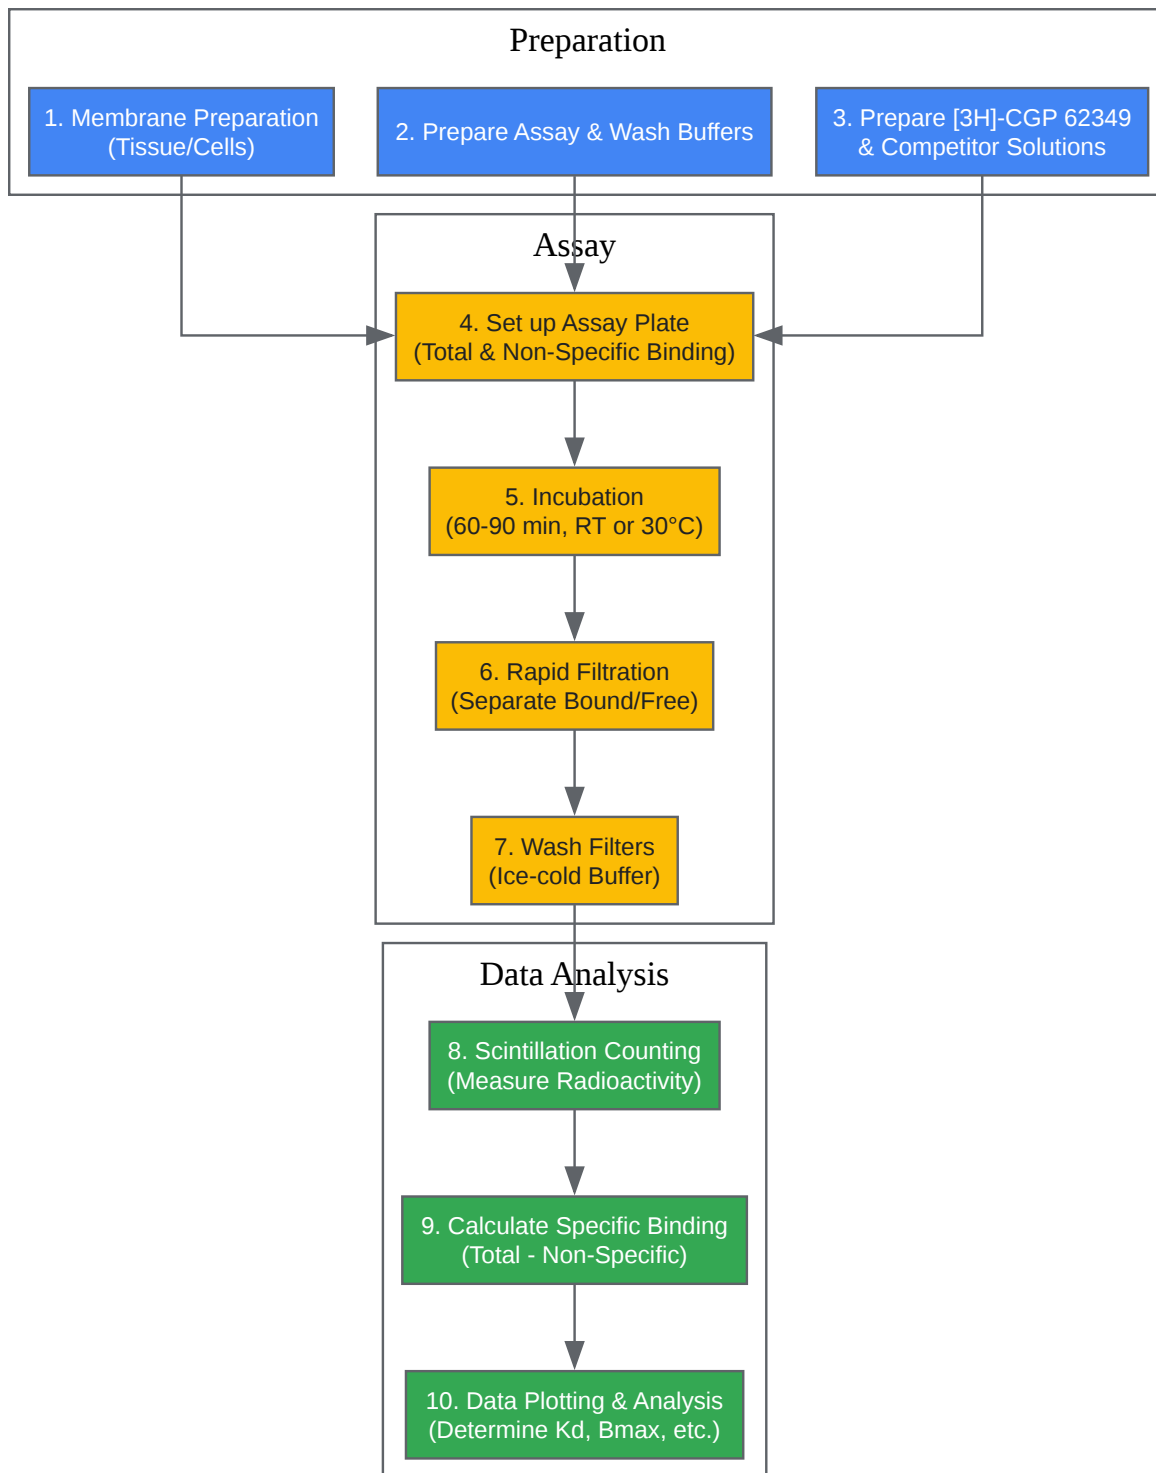 Preparation
1. Membrane Preparation
(Tissue/Cells)
2. Prepare Assay & Wash Buffers
3. Prepare [3H]-CGP 62349
& Competitor Solutions
Assay
4. Set up Assay Plate
(Total & Non-Specific Binding)
5. Incubation
(60-90 min, RT or 30°C)
6. Rapid Filtration
(Separate Bound/Free)
7. Wash Filters
(Ice-cold Buffer)
Data Analysis
8. Scintillation Counting
(Measure Radioactivity)
9. Calculate Specific Binding
(Total - Non-Specific)
10. Data Plotting & Analysis
(Determine Kd, Bmax, etc.)